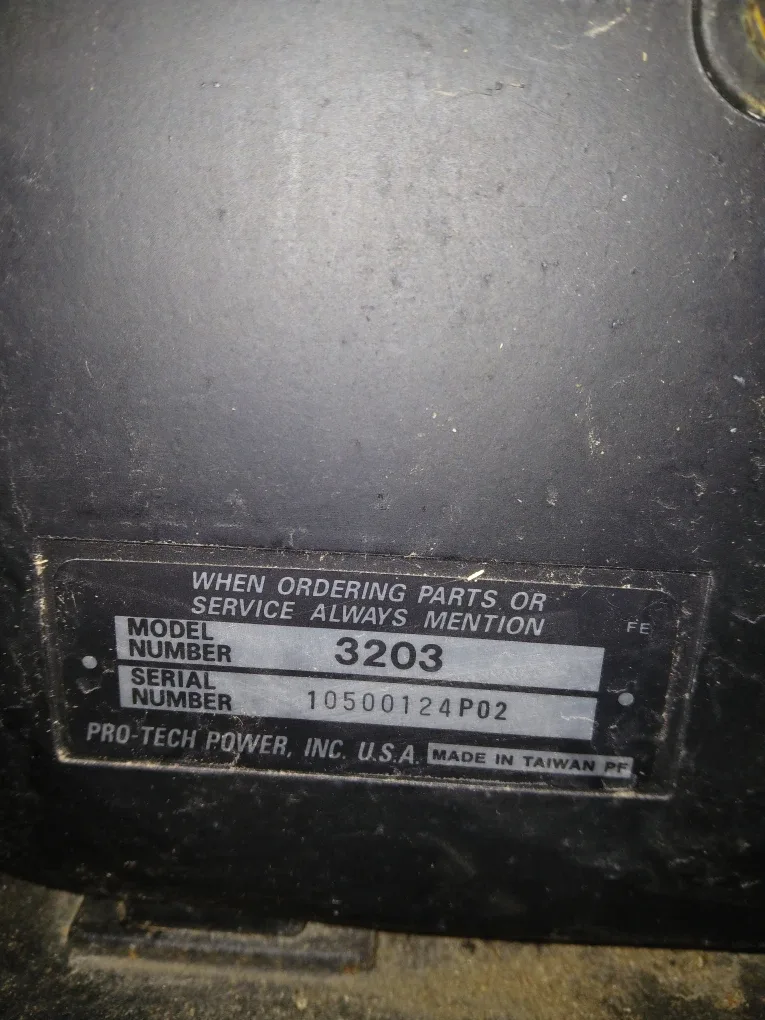 WHEN ORDERING PARTS OR
SERVICE ALWAYS MENTION
FE
MODEL
NUMBER 3203
SERIAL
NUMBER 10500124P02
PRO-TECH POWER, INC. U.S.A. MADE IN TAIWAN PF